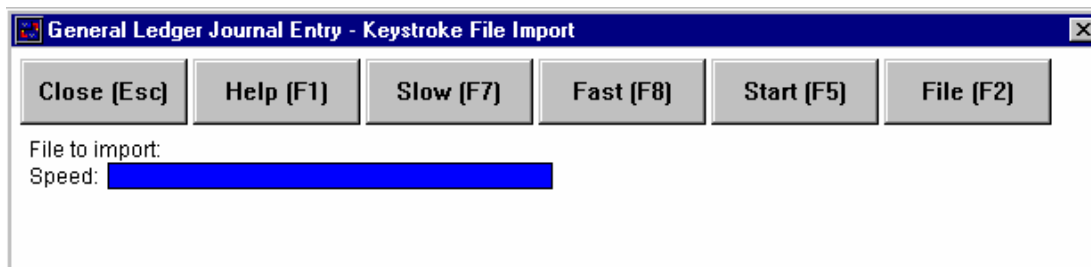 General Ledger Journal Entry - Keystroke File Import
Close (Esc) Help (F1) Slow (F7) Fast (F8) Start (F5) File (F2)
File to import:
Speed: